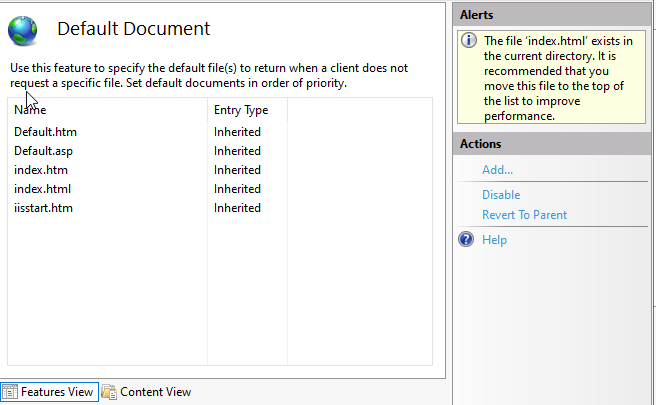 Default Document
Use this feature to specify the default file(s) to return when a client does not
request a specific file. Set default documents in order of priority.
Name Entry Type
Default.htm Inherited
Default.asp Inherited
index.htm Inherited
index.html Inherited
iisstart.htm Inherited
Features View Content View
Alerts
The file 'index.html' exists in
the current directory. It is
recommended that you
move this file to the top of
the list to improve
performance.
Actions
Add...
Disable
Revert To Parent
Help